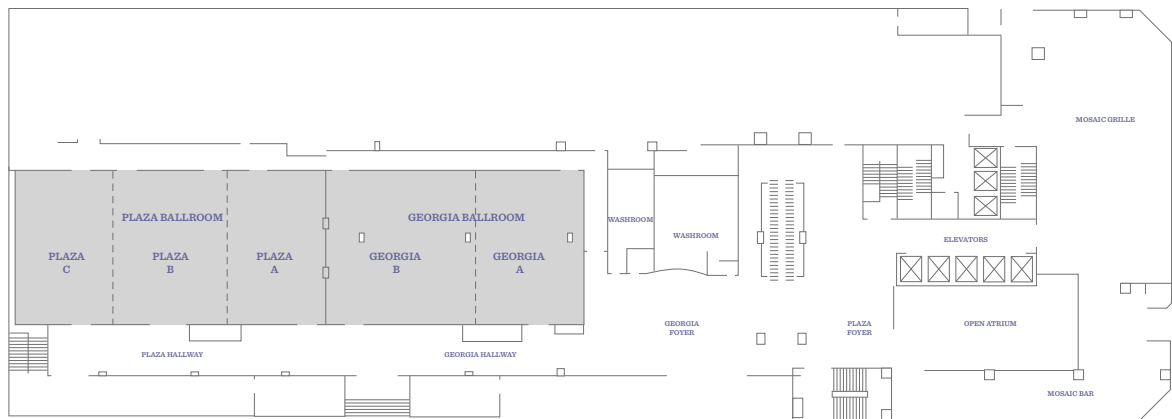 MOSAIC GRILLE
PLAZA BALLROOM
GEORGIA BALLROOM
WASHROOM
WASHROOM
ELEVATORS
PLAZA
C
PLAZA
B
PLAZA
A
GEORGIA
B
GEORGIA
A
GEORGIA
FOYER
PLAZA
FOYER
OPEN ATRIUM
PLAZA HALLWAY
GEORGIA HALLWAY
MOSAIC BAR